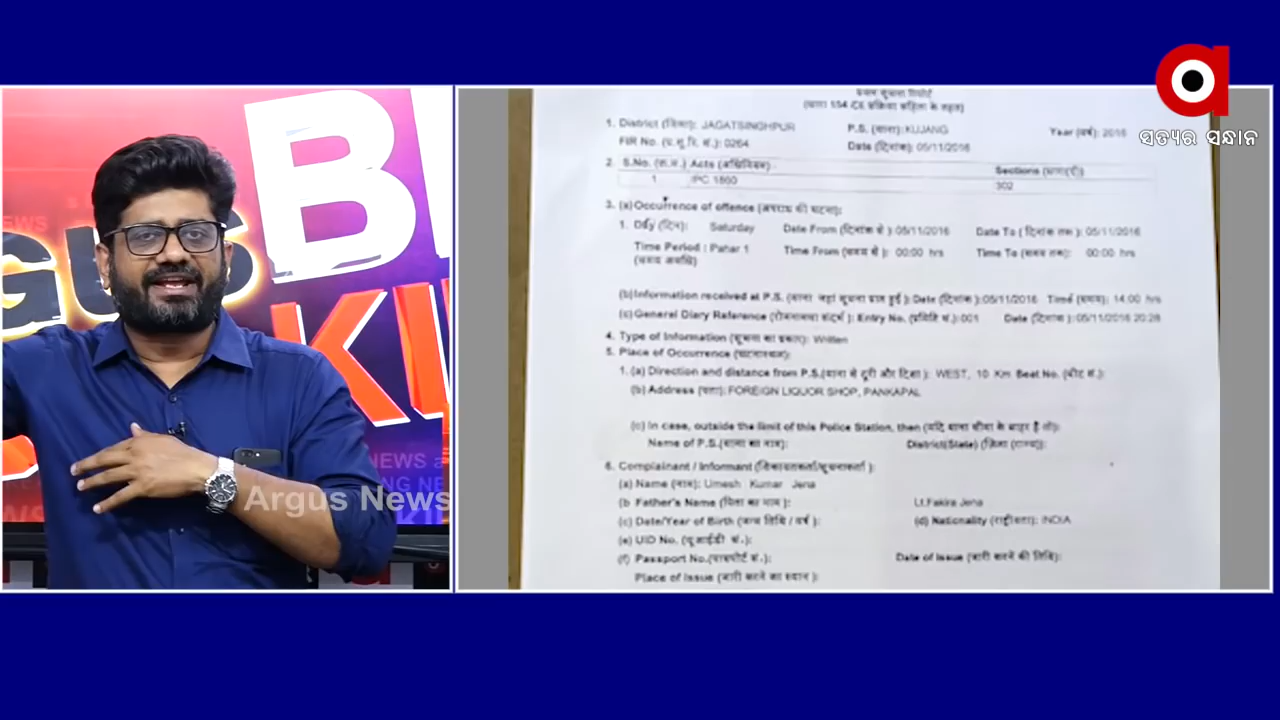 ସତ୍ୟର ସନ୍ଧାନ
BR
NEWS
GUS
KI
NEWS a
NG NE
Argus News
प्रथम सूचना रिपोर्ट
(धारा 154 दंड प्रक्रिया संहिता के तहत)
1. District (जिला): JAGATSINGHPUR P.S. (थाना): KUJANG Year (वर्ष): 2016
FIR No. (प्र.सू.रि. सं.): 0264 Date (दिनांक): 05/11/2016
2. S.No. (क्र.सं.) Acts (अधिनियम) Sections (धारा(एँ))
1 IPC 1860 302
3. (a) Occurrence of offence (अपराध की घटना):
1. Day (दिन): Saturday Date From (दिनांक से): 05/11/2016 Date To (दिनांक तक): 05/11/2016
Time Period : Pahar 1 Time From (समय से): 00:00 hrs Time To (समय तक): 00:00 hrs
(समय अवधि)
(b) Information received at P.S. (थाना जहां सूचना प्राप्त हुई): Date (दिनांक): 05/11/2016 Time (समय): 14:00 hrs
(c) General Diary Reference (रोजनामचा संदर्भ): Entry No. (प्रविष्टि सं.): 001 Date (दिनांक): 05/11/2016 20:28
4. Type of Information (सूचना का प्रकार): Written
5. Place of Occurrence (घटनास्थल):
1. (a) Direction and distance from P.S. (थाना से दूरी और दिशा): WEST, 10 Km Beat No. (बीट सं.):
(b) Address (पता): FOREIGN LIQUOR SHOP, PANKAPAL
(c) In case, outside the limit of this Police Station, then (यदि थाना सीमा के बाहर है तो):
Name of P.S. (थाना का नाम): District(State) (जिला (राज्य)):
6. Complainant / Informant (शिकायतकर्ता/सूचनाकर्ता):
(a) Name (नाम): Umesh Kumar Jena
(b Father's Name (पिता का नाम): Lt.Fakira Jena
(c) Date/Year of Birth (जन्म तिथि / वर्ष): (d) Nationality (राष्ट्रीयता): INDIA
(e) UID No. (यूआईडी सं.):
(f) Passport No. (पासपोर्ट सं.): Date of Issue (जारी करने की तिथि):
Place of Issue (जारी करने का स्थान):